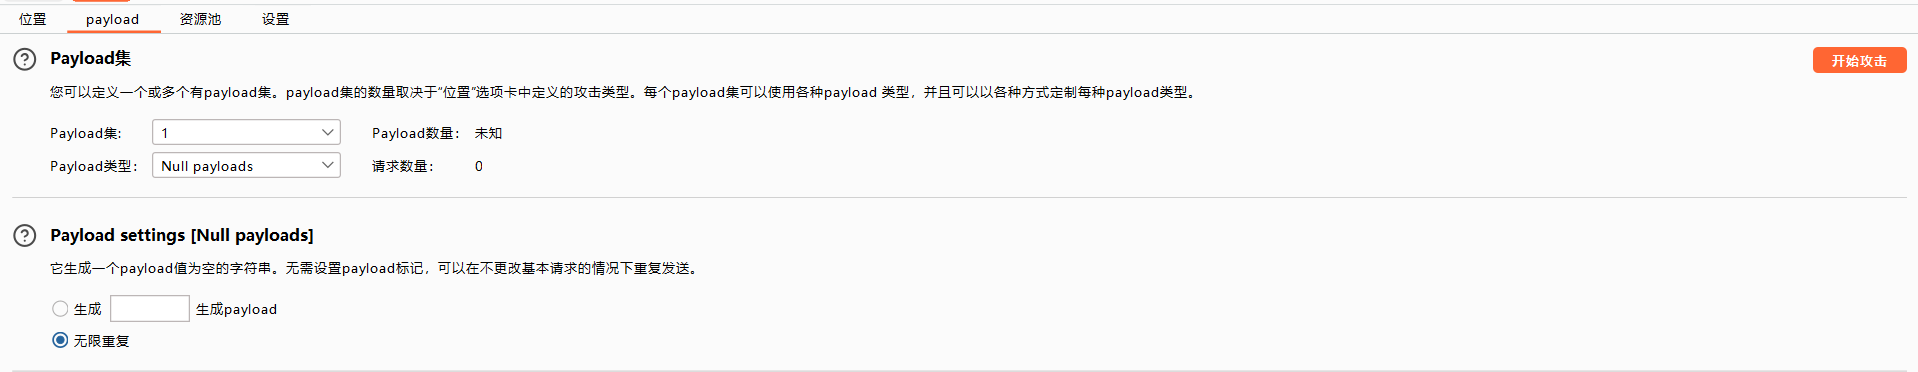 位置 payload 资源池 设置
Payload集
开始攻击
您可以定义一个或多个有payload集。payload集的数量取决于“位置”选项卡中定义的攻击类型。每个payload集可以使用各种payload 类型，并且可以以各种方式定制每种payload类型。
Payload集: 1 Payload数量: 未知
Payload类型: Null payloads 请求数量: 0
Payload settings [Null payloads]
它生成一个payload值为空的字符串。无需设置payload标记，可以在不更改基本请求的情况下重复发送。
生成 生成payload
无限重复